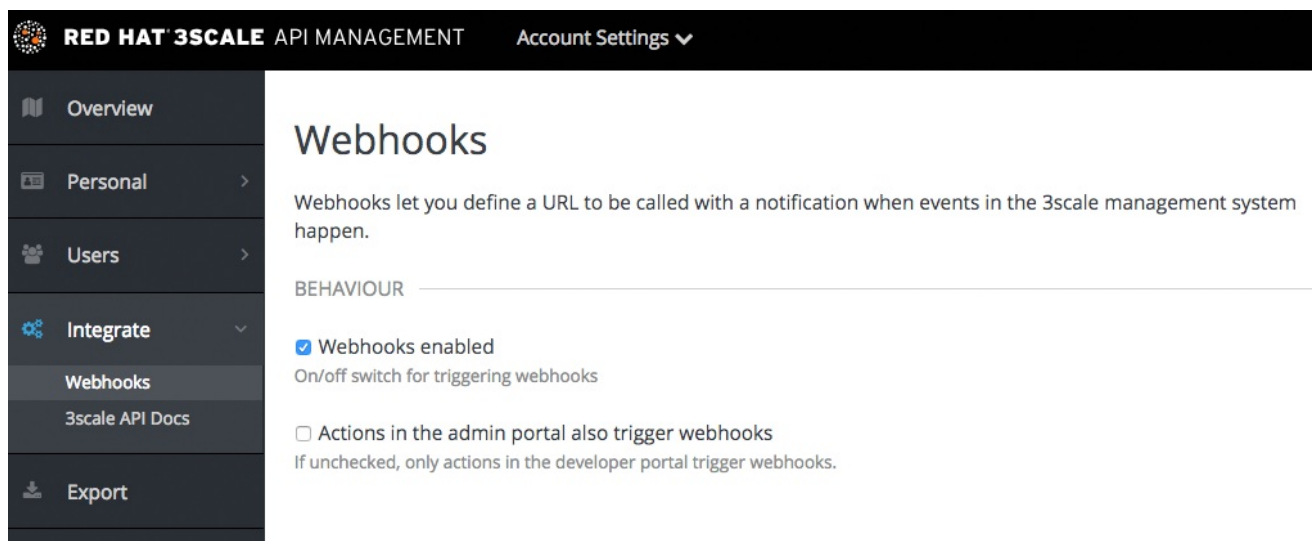 RED HAT 3SCALE API MANAGEMENT
Account Settings
Overview
Personal
Users
Integrate
Webhooks
3scale API Docs
Export
Webhooks
Webhooks let you define a URL to be called with a notification when events in the 3scale management system
happen.
BEHAVIOUR
Webhooks enabled
On/off switch for triggering webhooks
Actions in the admin portal also trigger webhooks
If unchecked, only actions in the developer portal trigger webhooks.